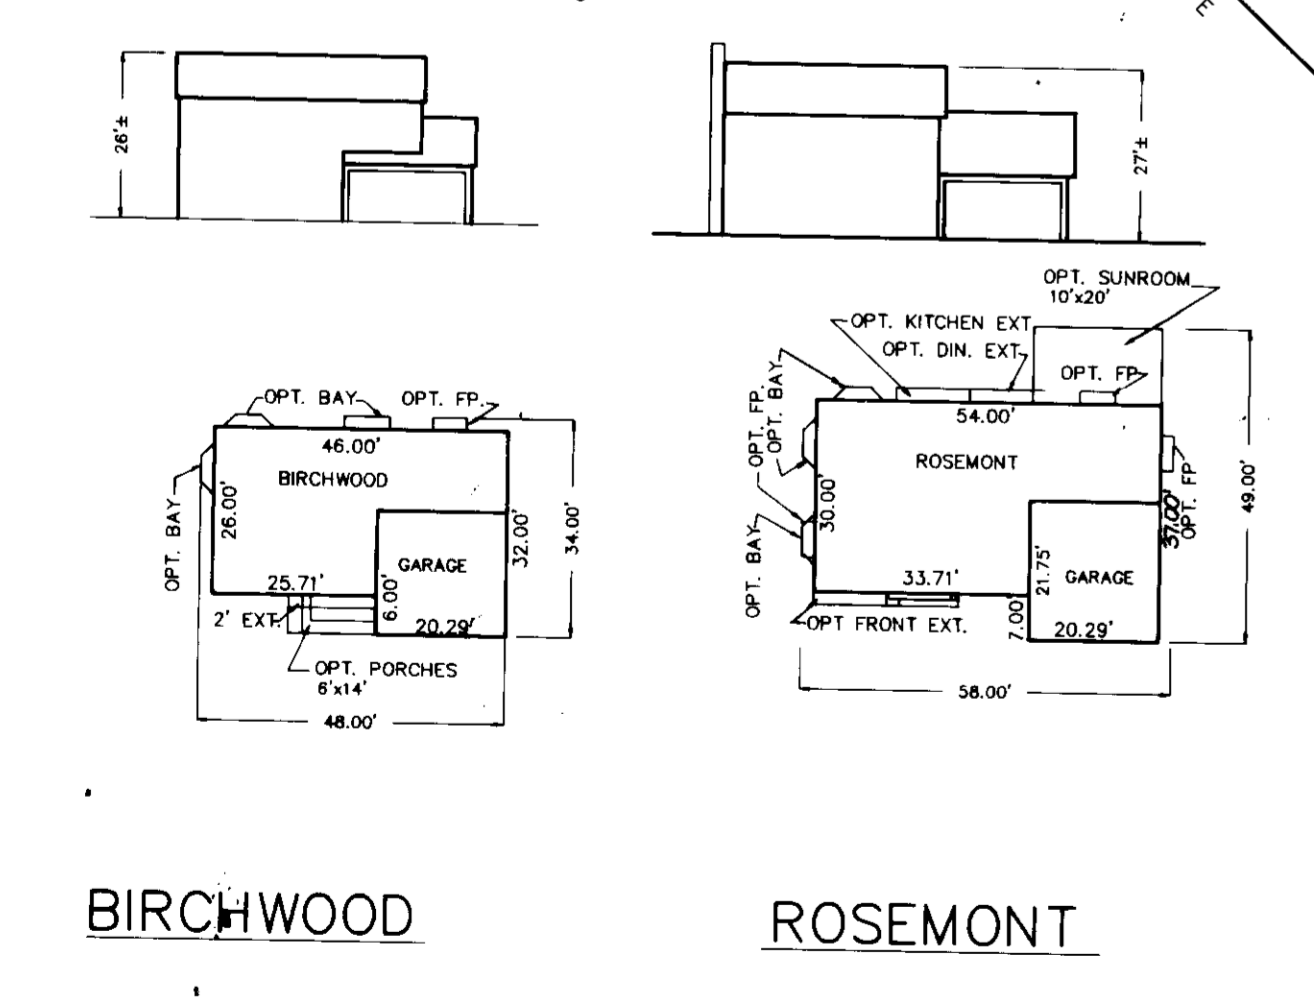 E
26'±
27'±
OPT. SUNROOM
10'x20'
OPT. KITCHEN EXT
OPT. DIN. EXT
OPT. FP.
OPT. BAY
OPT. FP.
OPT. BAY
54.00'
ROSEMONT
30.00'
OPT. FP
37.00'
49.00'
OPT. BAY
33.71'
21.75'
GARAGE
7.00'
20.29'
OPT FRONT EXT.
58.00'
OPT. BAY
OPT. FP.
46.00'
BIRCHWOOD
26.00'
OPT. BAY
32.00'
34.00'
GARAGE
25.71'
6.00'
2' EXT.
20.29'
OPT. PORCHES
6'x14'
48.00'
BIRCHWOOD
ROSEMONT